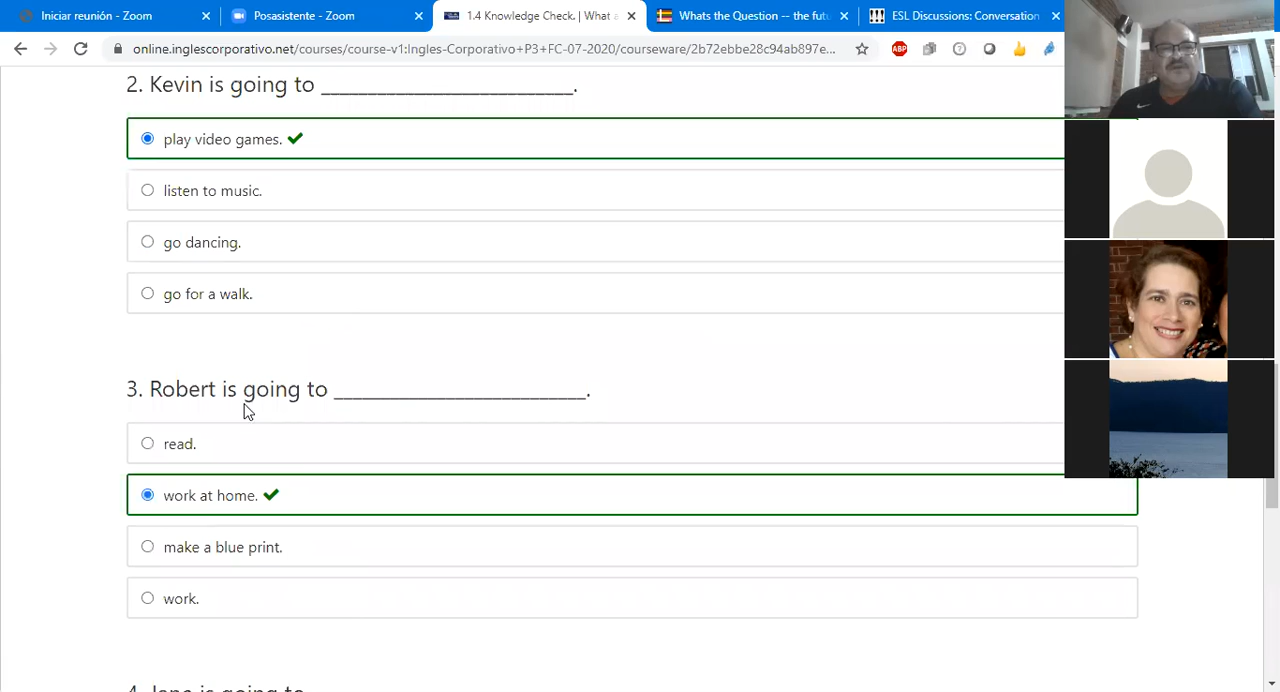 Iniciar reunión - Zoom
Posasistente - Zoom
1.4 Knowledge Check. | What a
Whats the Question -- the futu
ESL Discussions: Conversation
online.inglescorporativo.net/courses/course-v1:Ingles-Corporativo+P3+FC-07-2020/courseware/2b72ebbe28c94ab897e...
ABP
2. Kevin is going to ___________________________.
play video games.
listen to music.
go dancing.
go for a walk.
3. Robert is going to ___________________________.
read.
work at home.
make a blue print.
work.